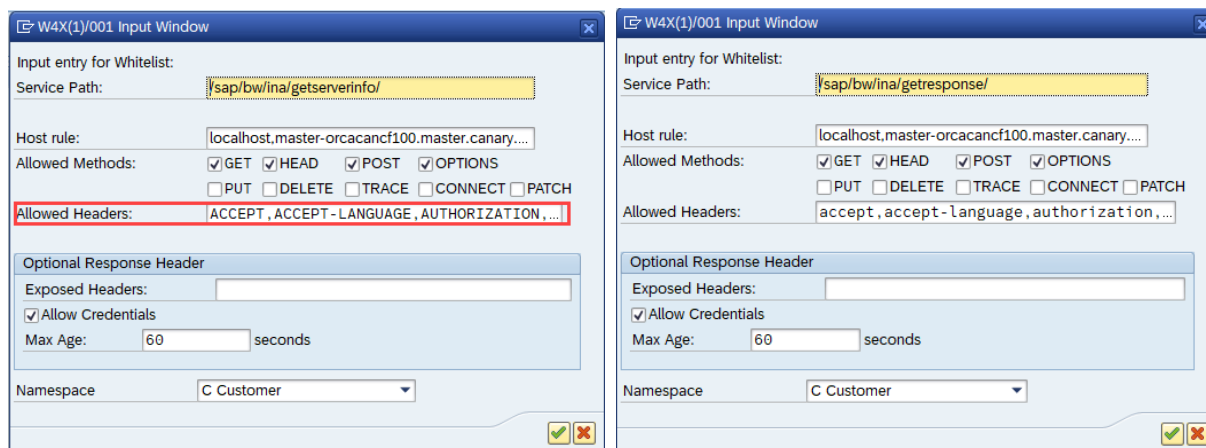 W4X(1)/001 Input Window
Input entry for Whitelist:
Service Path: /sap/bw/ina/getserverinfo/
Host rule: localhost,master-orcacancf100.master.canary....
Allowed Methods: GET HEAD POST OPTIONS
PUT DELETE TRACE CONNECT PATCH
Allowed Headers: ACCEPT,ACCEPT-LANGUAGE,AUTHORIZATION,...
Optional Response Header
Exposed Headers:
Allow Credentials
Max Age: 60 seconds
Namespace C Customer
W4X(1)/001 Input Window
Input entry for Whitelist:
Service Path: /sap/bw/ina/getresponse/
Host rule: localhost,master-orcacancf100.master.canary....
Allowed Methods: GET HEAD POST OPTIONS
PUT DELETE TRACE CONNECT PATCH
Allowed Headers: accept,accept-language,authorization,...
Optional Response Header
Exposed Headers:
Allow Credentials
Max Age: 60 seconds
Namespace C Customer